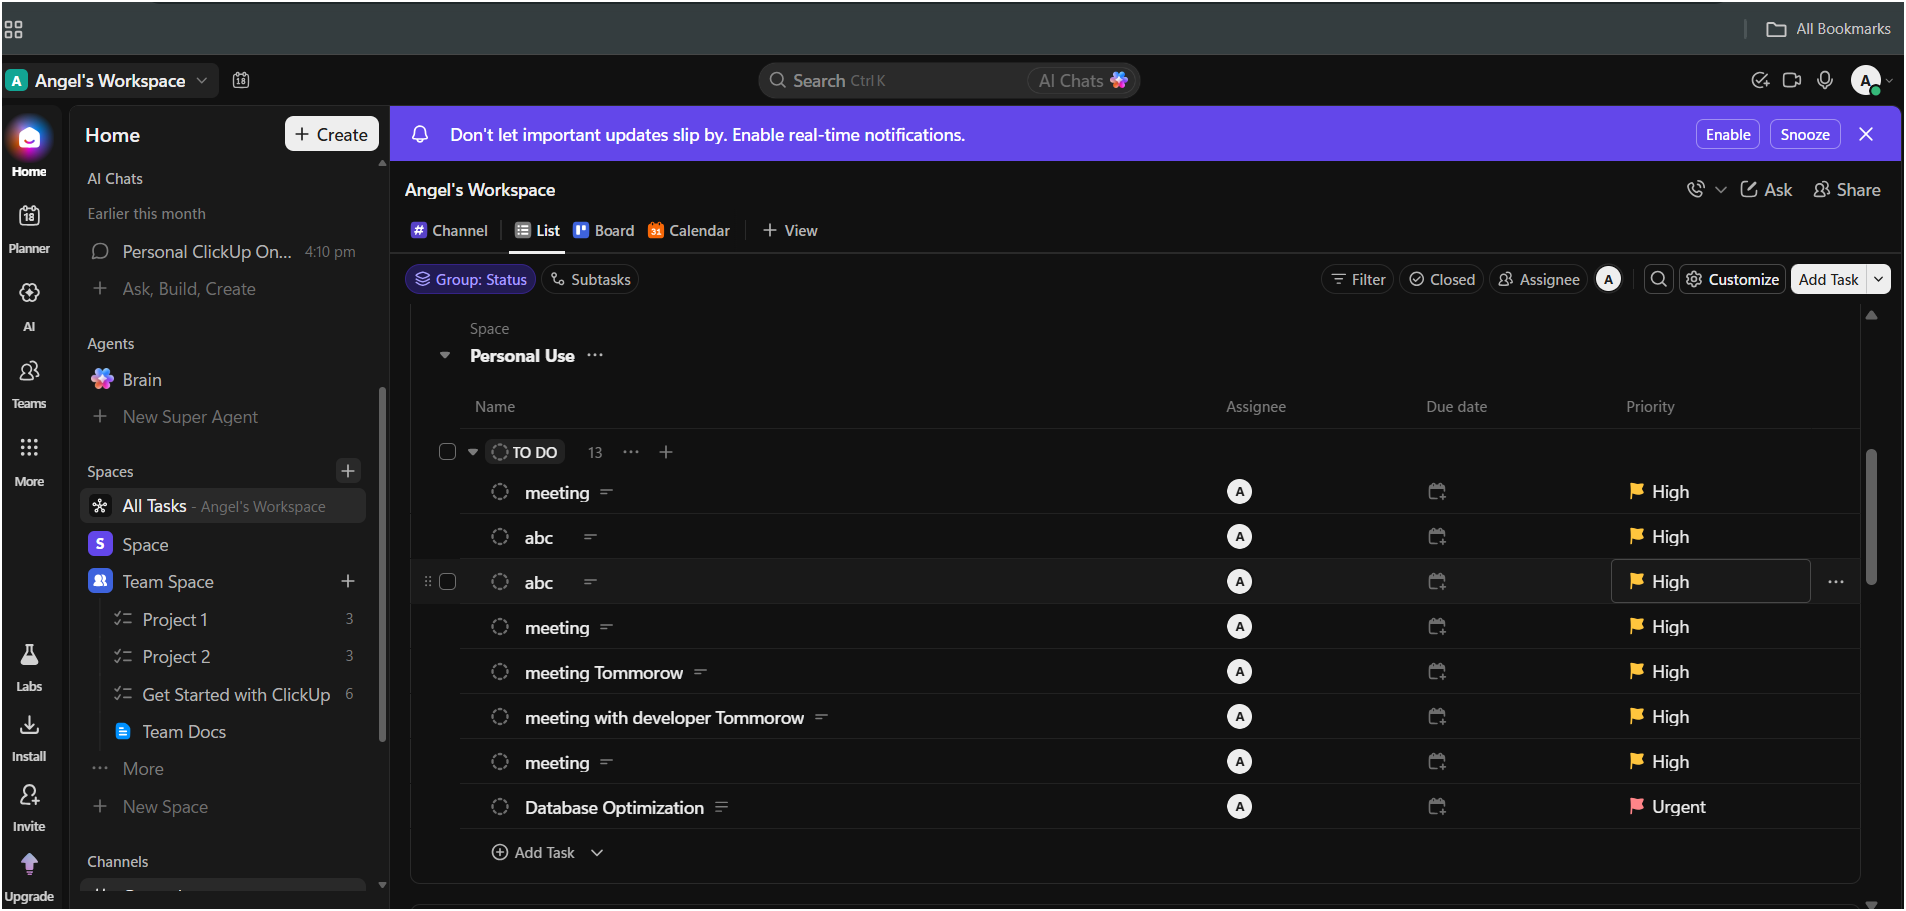 All Bookmarks
A Angel's Workspace 18 Search Ctrl K AI Chats A
Home
Planner
18
AI
Teams
More
Labs
Install
Invite
Upgrade
Home + Create
AI Chats
Earlier this month
Personal ClickUp On... 4:10 pm
+ Ask, Build, Create
Agents
Brain
+ New Super Agent
Spaces +
All Tasks - Angel's Workspace
S Space
Team Space +
Project 1 3
Project 2 3
Get Started with ClickUp 6
Team Docs
... More
+ New Space
Channels
Don't let important updates slip by. Enable real-time notifications. Enable Snooze
Angel's Workspace Ask Share
# Channel List Board 31 Calendar + View
Group: Status Subtasks Filter Closed Assignee A Customize Add Task
Space
Personal Use ...
Name Assignee Due date Priority
TO DO 13 ... +
meeting A High
abc A High
abc A High ...
meeting A High
meeting Tommorow A High
meeting with developer Tommorow A High
meeting A High
Database Optimization A Urgent
Add Task